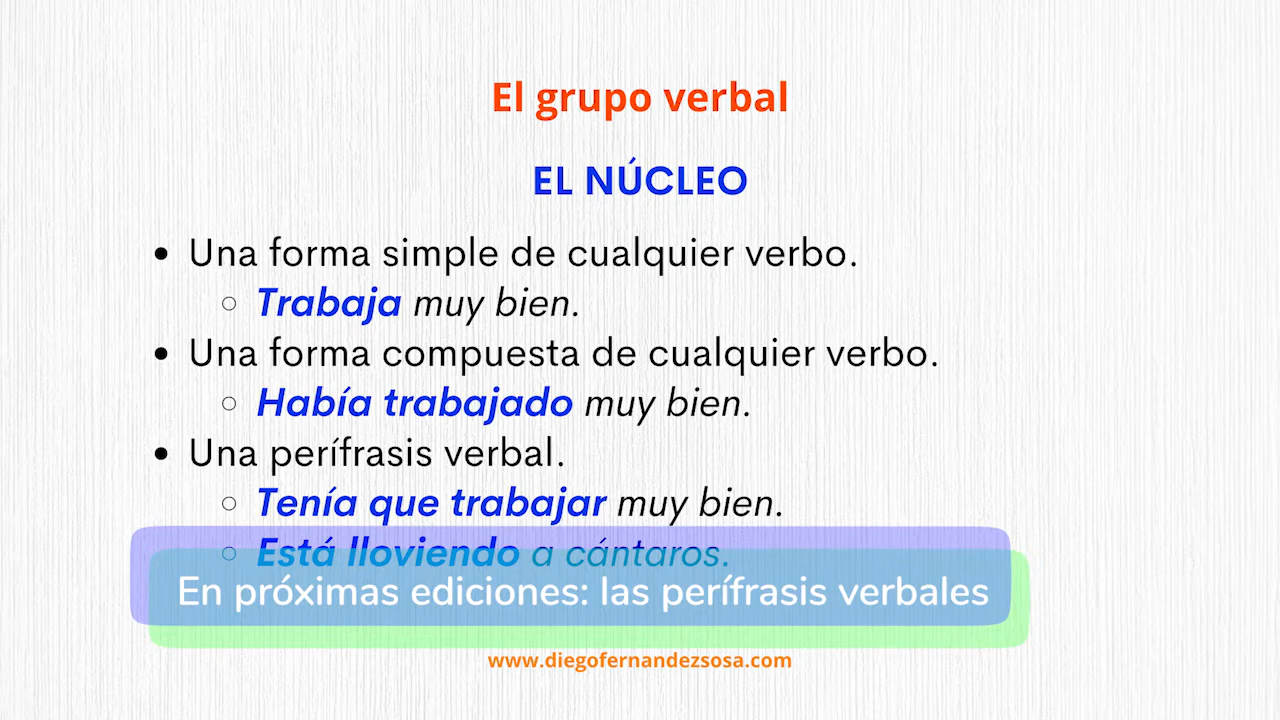 El grupo verbal
EL NÚCLEO
• Una forma simple de cualquier verbo.
○ Trabaja muy bien.
• Una forma compuesta de cualquier verbo.
○ Había trabajado muy bien.
• Una perífrasis verbal.
○ Tenía que trabajar muy bien.
○ Está lloviendo a cántaros.
En próximas ediciones: las perífrasis verbales
www.diegofernandezsosa.com